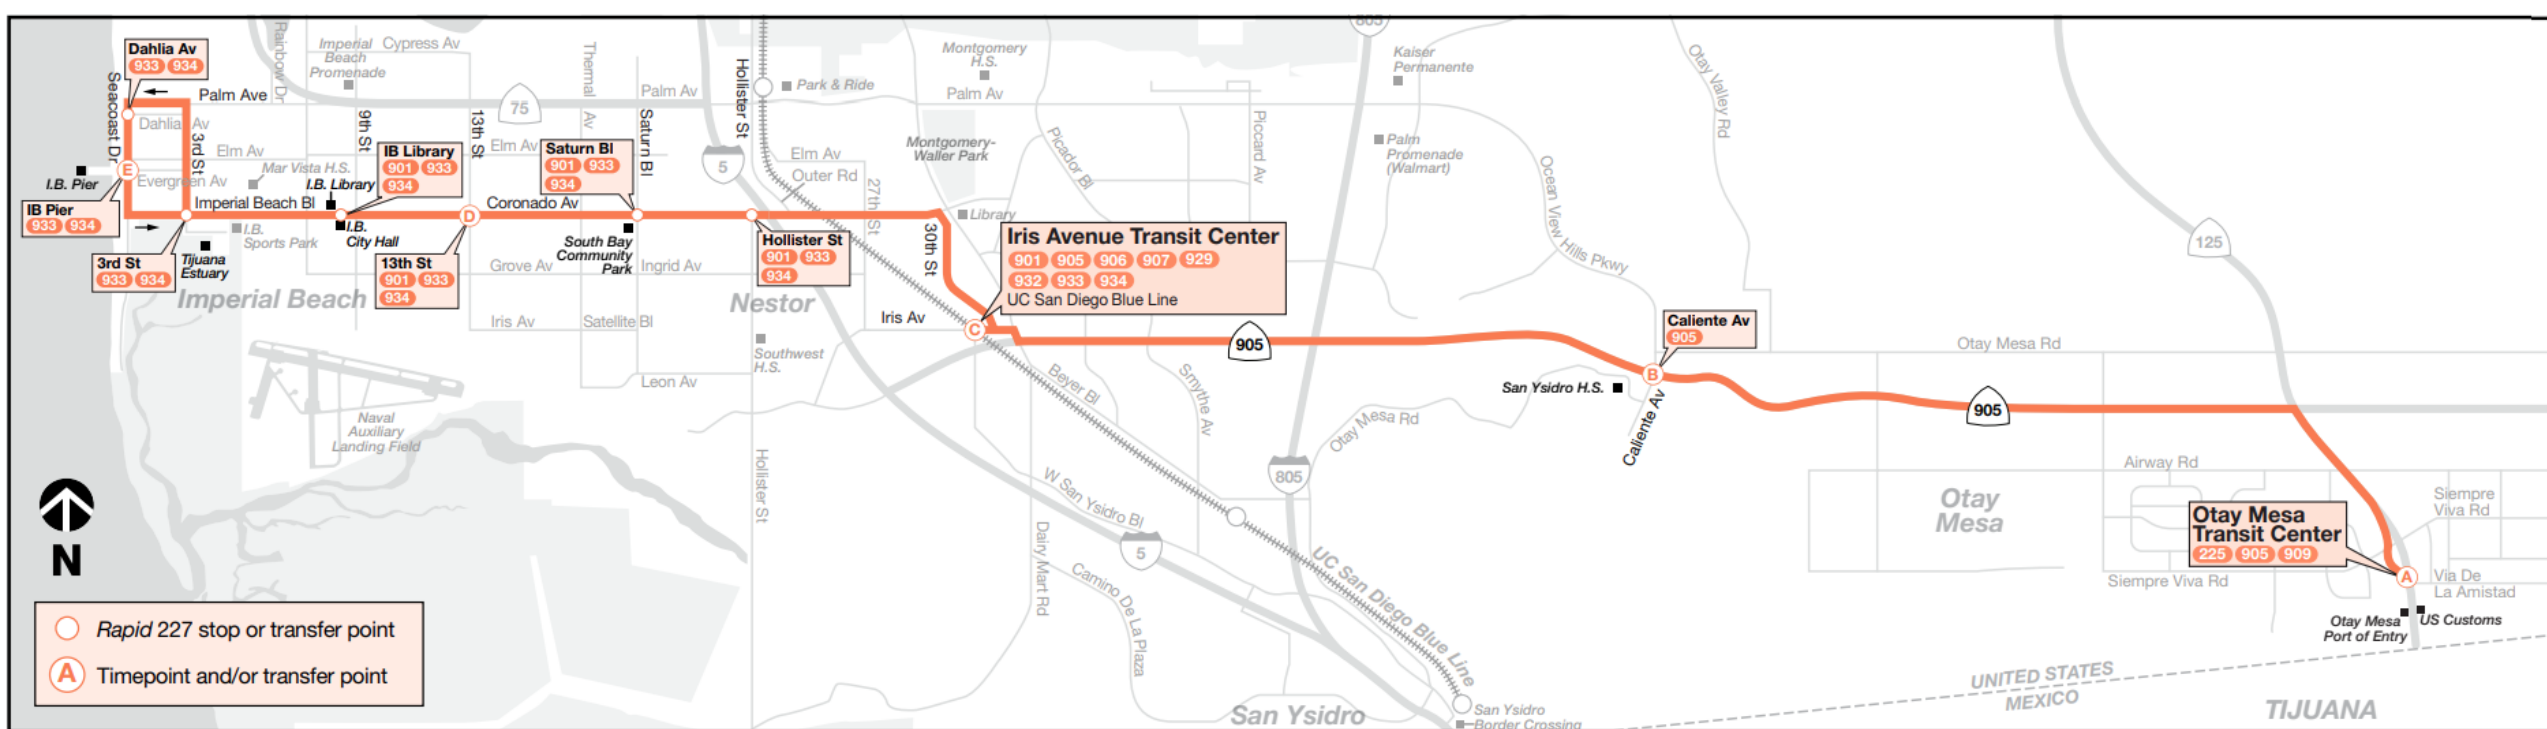 Dahlia Av
933 934
Seacoast Dr
Palm Ave
Dahlia Av
3rd St
Elm Av
Evergreen Av
E
I.B. Pier
IB Pier
933 934
3rd St
933 934
Tijuana
Estuary
Rainbow Dr
Imperial
Beach
Promenade
Cypress Av
Mar Vista H.S.
I.B. Library
Imperial Beach Bl
I.B.
Sports Park
I.B.
City Hall
9th St
IB Library
901 933
934
13th St
D
13th St
901 933
934
Imperial Beach
75
Thermal Av
Elm Av
Coronado Av
Saturn Bl
901 933
934
Saturn Bl
Palm Av
South Bay
Community
Park
Grove Av
Ingrid Av
Iris Av
Satellite Bl
Leon Av
Naval
Auxiliary
Landing Field
Hollister St
Park & Ride
5
Elm Av
Outer Rd
27th St
Hollister St
901 933
934
Nestor
Southwest
H.S.
Hollister St
Montgomery
H.S.
Palm Av
Montgomery-
Waller Park
Library
30th St
Iris Av
C
Iris Avenue Transit Center
901 905 906 907 929
932 933 934
UC San Diego Blue Line
Picador Bl
Piccard Av
805
Kaiser
Permanente
Palm
Promenade
(Walmart)
Otay Valley Rd
Ocean View Hills Pkwy
905
Beyer Bl
Smythe Av
805
Otay Mesa Rd
San Ysidro H.S.
Caliente Av
905
B
Caliente Av
125
Otay Mesa Rd
905
Airway Rd
Otay
Mesa
Siempre
Viva Rd
Otay Mesa
Transit Center
225 905 909
A
Siempre Viva Rd
Via De
La Amistad
Otay Mesa
Port of Entry
US Customs
W San Ysidro Bl
5
Dairy Mart Rd
Camino De La Plaza
UC San Diego Blue Line
San Ysidro
San Ysidro
Border Crossing
UNITED STATES
MEXICO
TIJUANA
N
Rapid 227 stop or transfer point
A Timepoint and/or transfer point